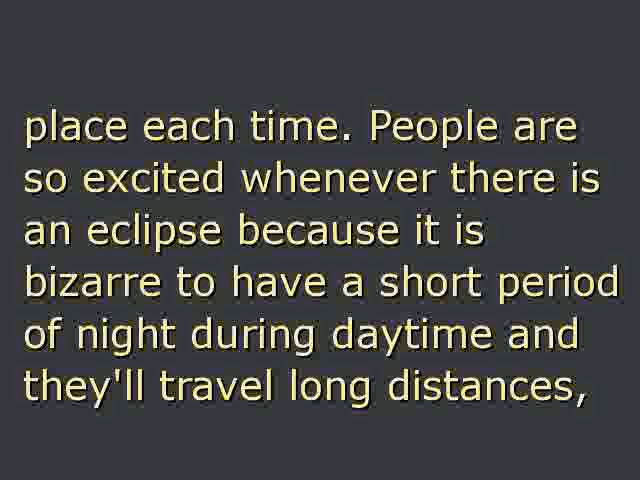 place each time. People are
so excited whenever there is
an eclipse because it is
bizarre to have a short period
of night during daytime and
they'll travel long distances,